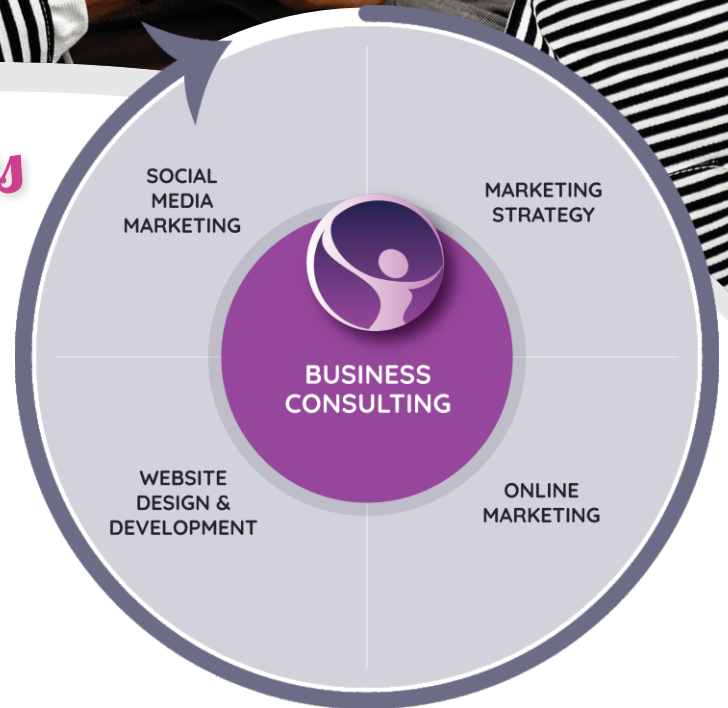 SOCIAL
MEDIA
MARKETING
MARKETING
STRATEGY
BUSINESS
CONSULTING
WEBSITE
DESIGN &
DEVELOPMENT
ONLINE
MARKETING